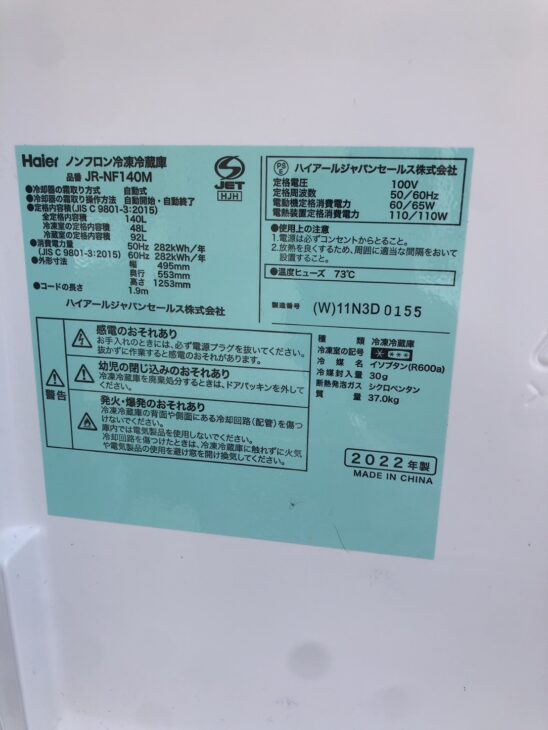 Haier ノンフロン冷凍冷蔵庫
品番 JR-NF140M
●冷却器の霜取り方式 自動式
●冷却器の霜取り操作方法 自動開始・自動終了
●定格内容積(JIS C 9801-3:2015)
全定格内容積 140L
冷凍室の定格内容積 48L
冷蔵室の定格内容積 92L
●消費電力量 50Hz 282kWh/年
(JIS C 9801-3:2015) 60Hz 282kWh/年
●外形寸法 幅 495mm
奥行 553mm
高さ 1253mm
●コードの長さ 1.9m
ハイアールジャパンセールス株式会社
S
JET
HJH
PS
E
ハイアールジャパンセールス株式会社
定格電圧 100V
定格周波数 50/60Hz
電動機定格消費電力 60/65W
電熱装置定格消費電力 110/110W
●使用上の注意
1.電源は必ずコンセントからとること。
2.放熱を良くするため、周囲に適当な間隔をおいて
設置すること。
●温度ヒューズ 73℃
製造番号 (W)11N3D0155
警告
感電のおそれあり
お手入れのときには、必ず電源プラグを抜いてください。
抜かずに作業すると感電のおそれがあります。
幼児の閉じ込みのおそれあり
冷凍冷蔵庫を廃棄処分するときは、ドアパッキンを外して
ください。
発火・爆発のおそれあり
冷凍冷蔵庫の背面や側面にある冷却回路(配管)を傷つ
けないでください。
庫内では電気製品を使用しないでください。
冷却回路を傷つけたときは、冷凍冷蔵庫に触れずに火気
や電気製品の使用を避け窓を開け換気してください。
種類 冷凍冷蔵庫
冷凍室の記号 ＊ ***
冷媒名 イソブタン(R600a)
冷媒封入量 30g
断熱発泡ガス シクロペンタン
質量 37.0kg
2022年製
MADE IN CHINA